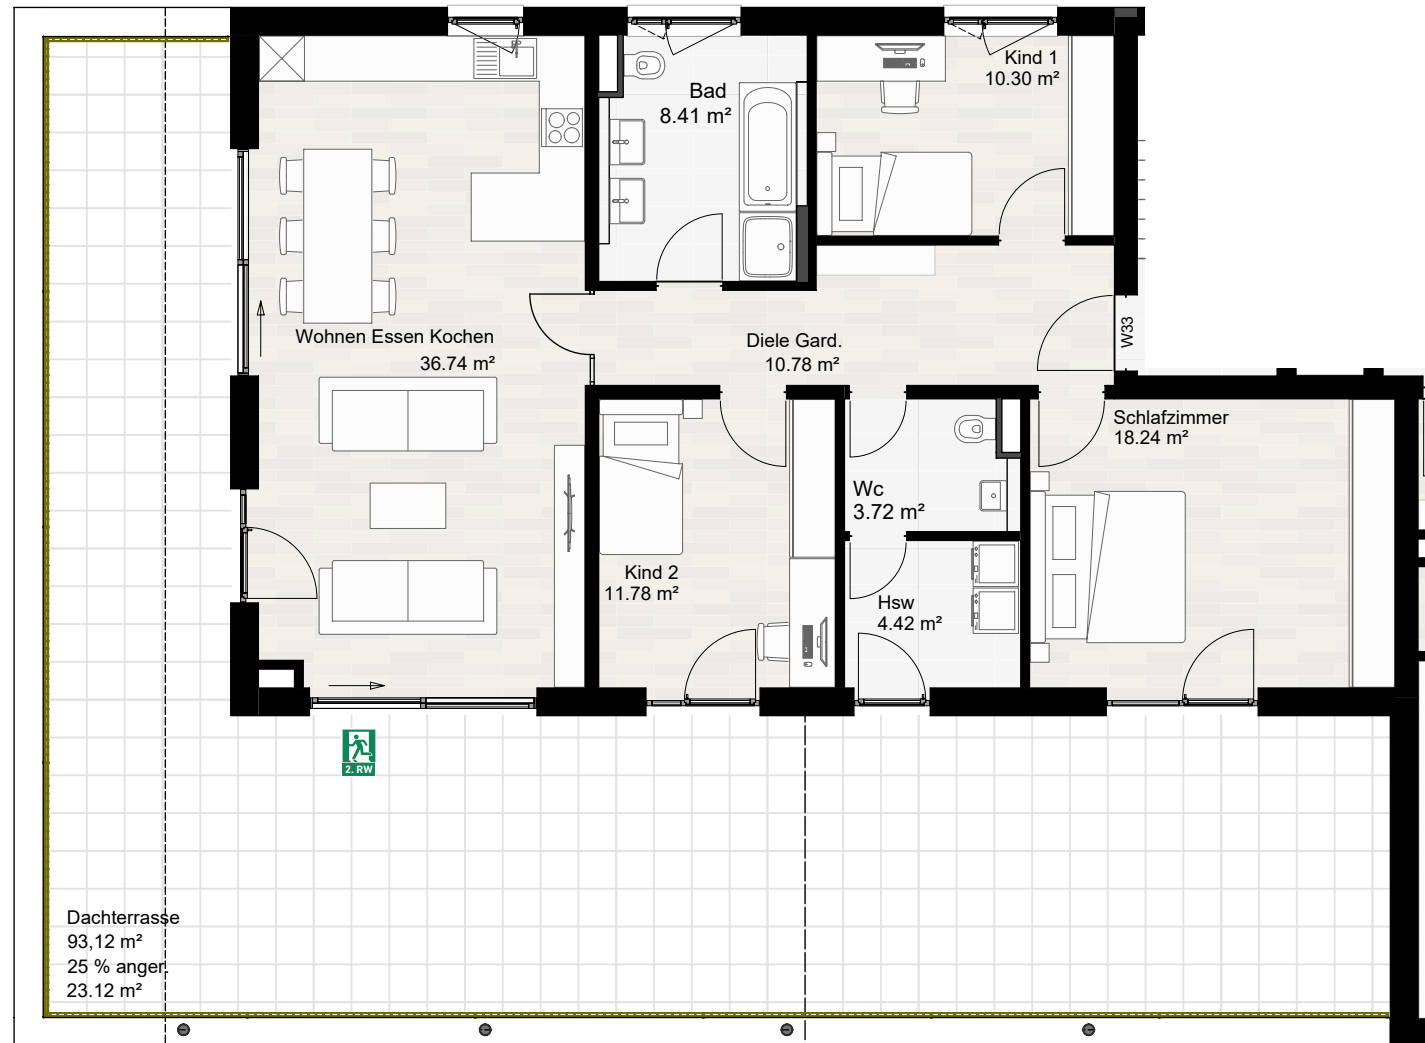 Kind 1
10.30 m²
Bad
8.41 m²
Wohnen Essen Kochen
36.74 m²
Diele Gard.
10.78 m²
W33
Schlafzimmer
18.24 m²
Wc
3.72 m²
Kind 2
11.78 m²
Hsw
4.42 m²
2. RW
Dachterrasse
93,12 m²
25 % anger.
23.12 m²